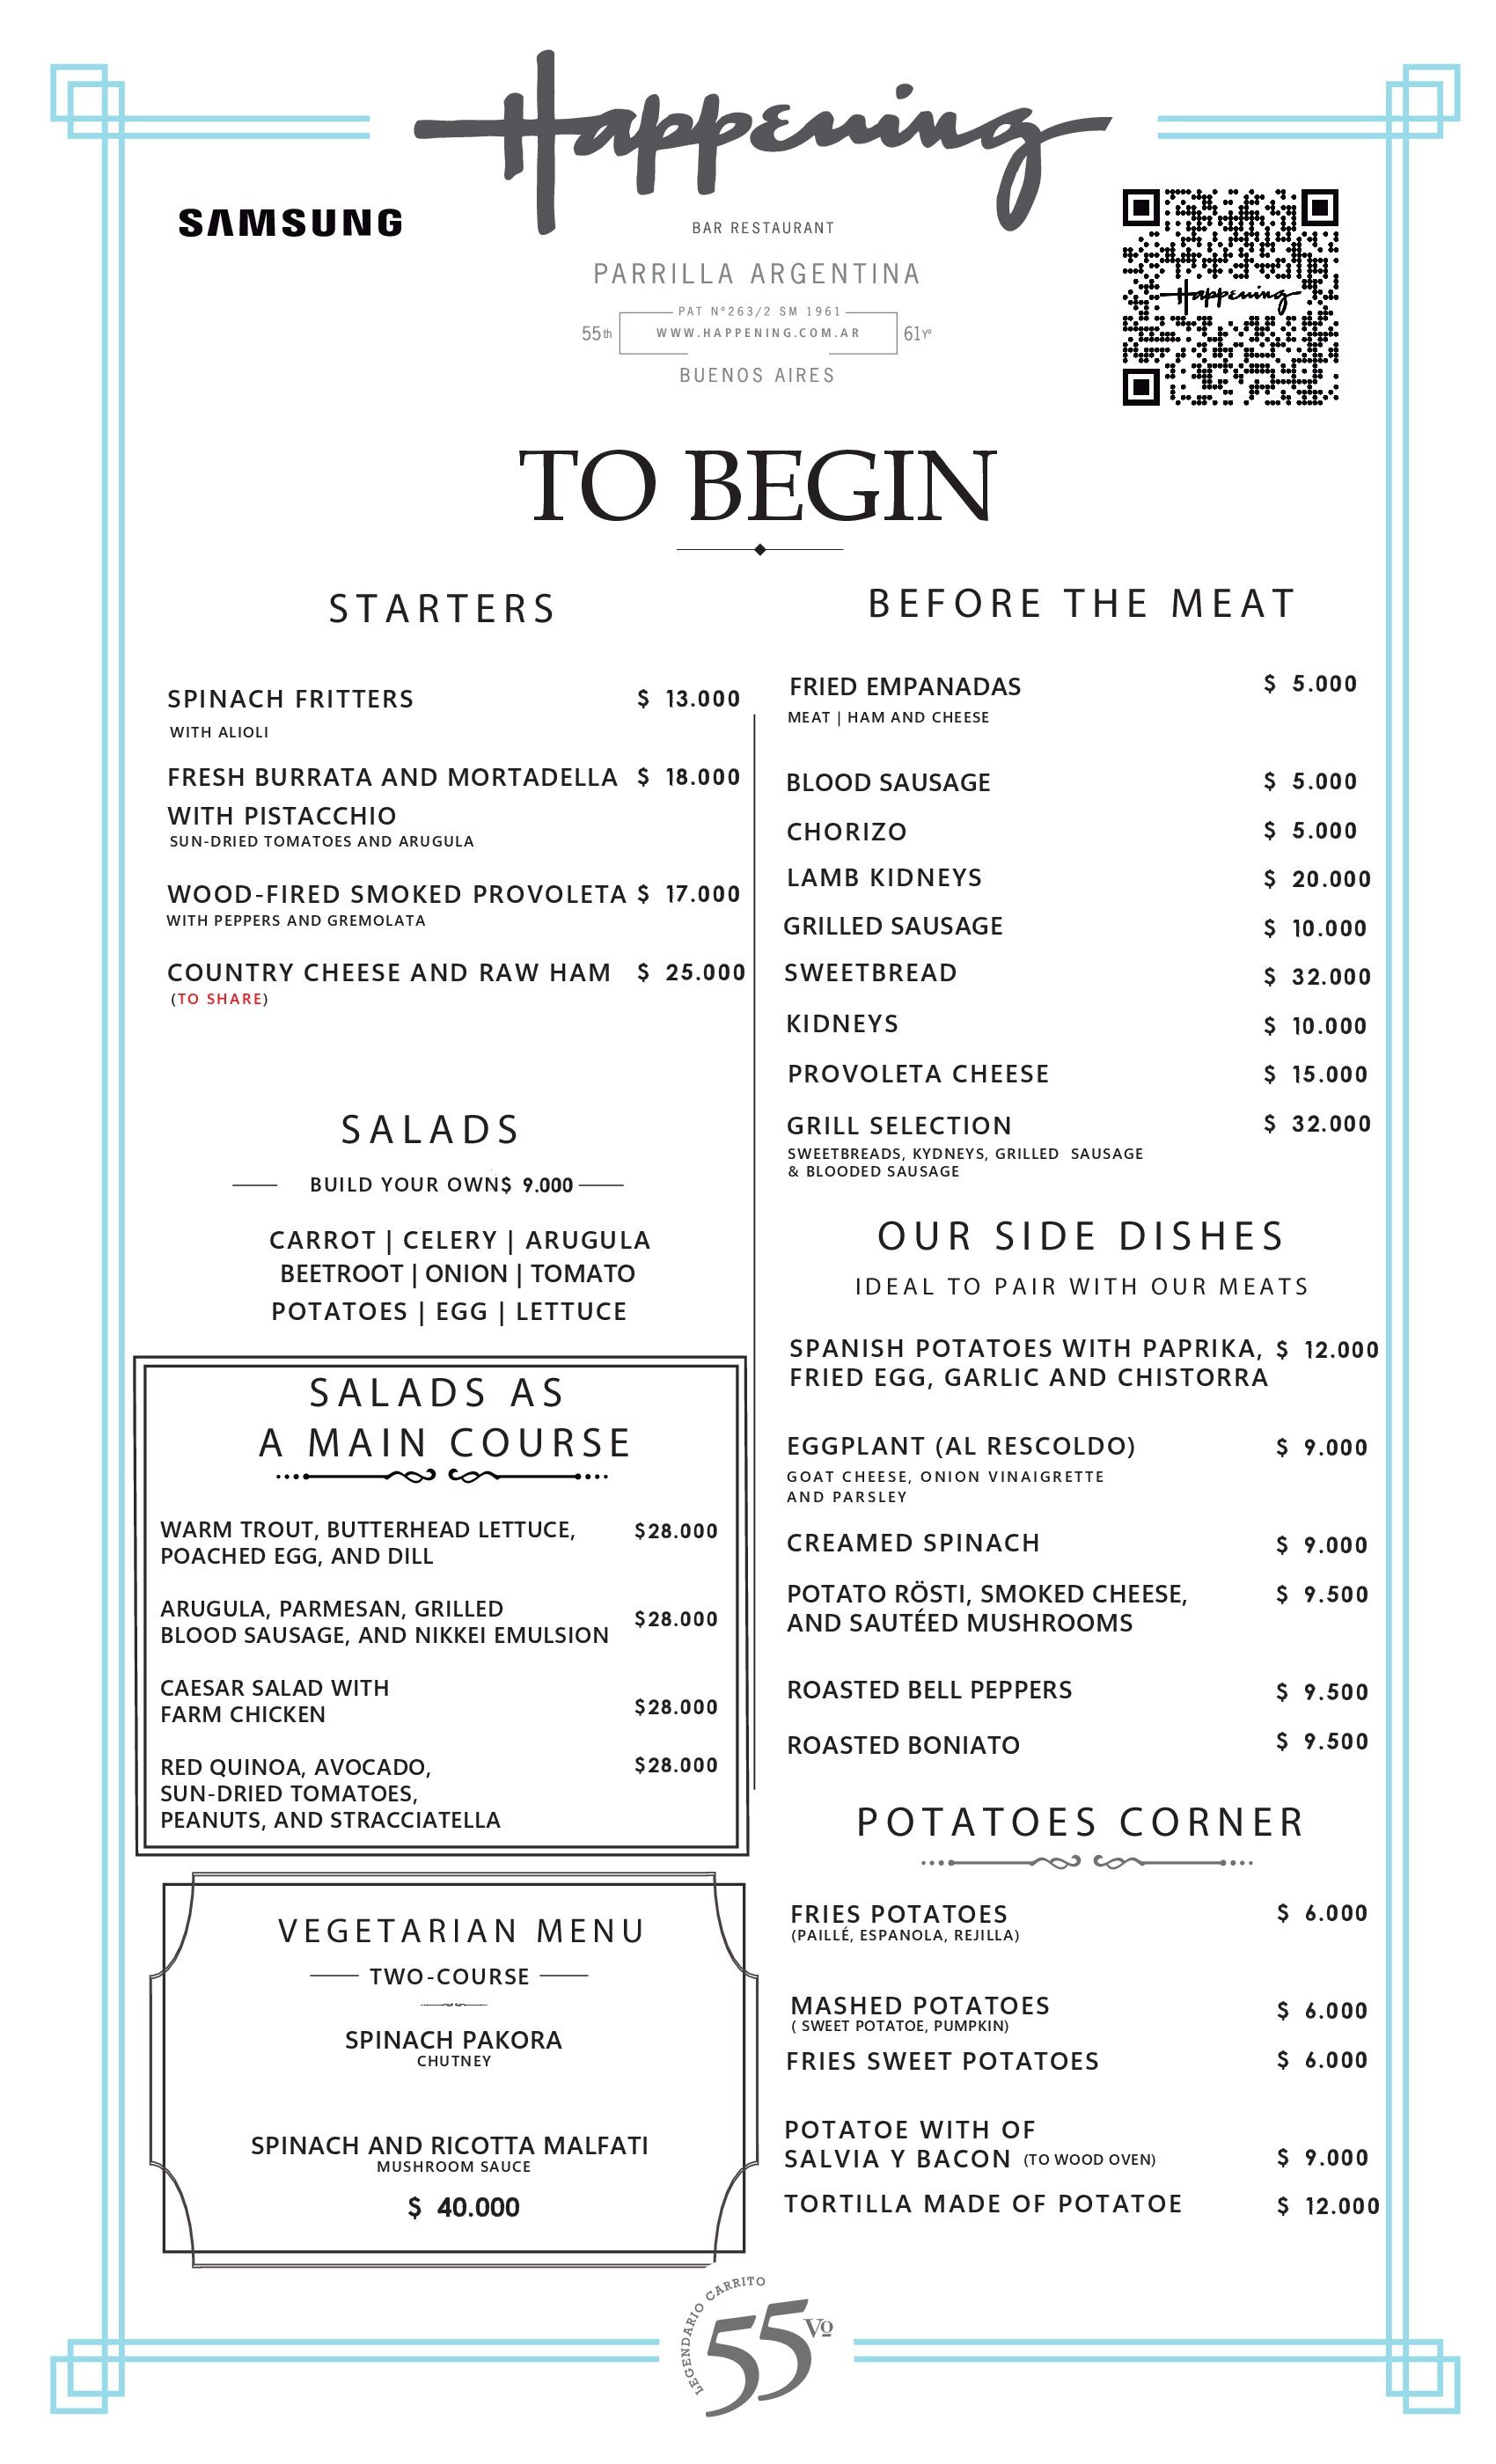 Happening
SAMSUNG
BAR RESTAURANT
PARRILLA ARGENTINA
PAT N°263/2 SM 1961
55th WWW.HAPPENING.COM.AR 61Yº
BUENOS AIRES
Happening
TO BEGIN
STARTERS
SPINACH FRITTERS $ 13.000
WITH ALIOLI
FRESH BURRATA AND MORTADELLA $ 18.000
WITH PISTACCHIO
SUN-DRIED TOMATOES AND ARUGULA
WOOD-FIRED SMOKED PROVOLETA $ 17.000
WITH PEPPERS AND GREMOLATA
COUNTRY CHEESE AND RAW HAM $ 25.000
(TO SHARE)
SALADS
BUILD YOUR OWN$ 9.000
CARROT | CELERY | ARUGULA
BEETROOT | ONION | TOMATO
POTATOES | EGG | LETTUCE
SALADS AS
A MAIN COURSE
WARM TROUT, BUTTERHEAD LETTUCE, $28.000
POACHED EGG, AND DILL
ARUGULA, PARMESAN, GRILLED
BLOOD SAUSAGE, AND NIKKEI EMULSION $28.000
CAESAR SALAD WITH
FARM CHICKEN $28.000
RED QUINOA, AVOCADO, $28.000
SUN-DRIED TOMATOES,
PEANUTS, AND STRACCIATELLA
VEGETARIAN MENU
TWO-COURSE
SPINACH PAKORA
CHUTNEY
SPINACH AND RICOTTA MALFATI
MUSHROOM SAUCE
$ 40.000
BEFORE THE MEAT
FRIED EMPANADAS $ 5.000
MEAT | HAM AND CHEESE
BLOOD SAUSAGE $ 5.000
CHORIZO $ 5.000
LAMB KIDNEYS $ 20.000
GRILLED SAUSAGE $ 10.000
SWEETBREAD $ 32.000
KIDNEYS $ 10.000
PROVOLETA CHEESE $ 15.000
GRILL SELECTION $ 32.000
SWEETBREADS, KYDNEYS, GRILLED SAUSAGE
& BLOODED SAUSAGE
OUR SIDE DISHES
IDEAL TO PAIR WITH OUR MEATS
SPANISH POTATOES WITH PAPRIKA, $ 12.000
FRIED EGG, GARLIC AND CHISTORRA
EGGPLANT (AL RESCOLDO) $ 9.000
GOAT CHEESE, ONION VINAIGRETTE
AND PARSLEY
CREAMED SPINACH $ 9.000
POTATO RÖSTI, SMOKED CHEESE, $ 9.500
AND SAUTÉED MUSHROOMS
ROASTED BELL PEPPERS $ 9.500
ROASTED BONIATO $ 9.500
POTATOES CORNER
FRIES POTATOES $ 6.000
(PAILLÉ, ESPANOLA, REJILLA)
MASHED POTATOES $ 6.000
( SWEET POTATOE, PUMPKIN)
FRIES SWEET POTATOES $ 6.000
POTATOE WITH OF
SALVIA Y BACON (TO WOOD OVEN) $ 9.000
TORTILLA MADE OF POTATOE $ 12.000
LEGENDARIO CARRITO
55 Vº